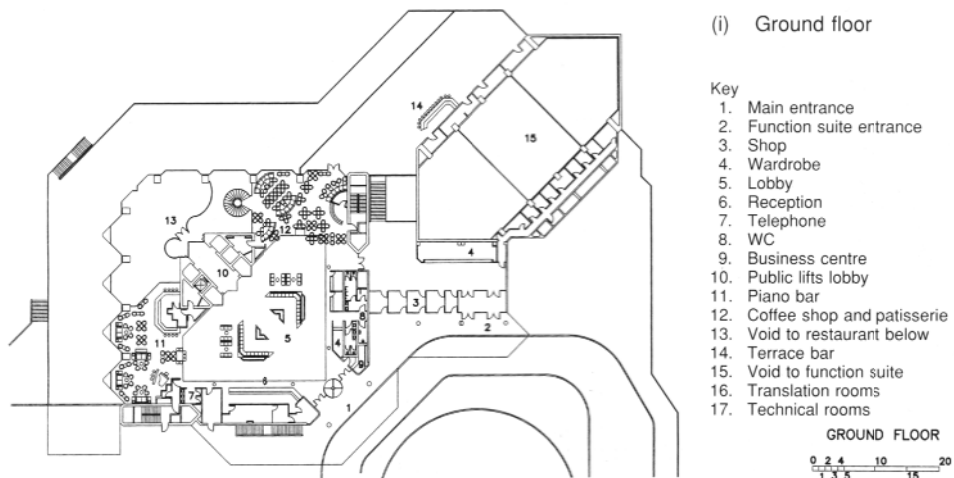 (i) Ground floor
Key
1. Main entrance
2. Function suite entrance
3. Shop
4. Wardrobe
5. Lobby
6. Reception
7. Telephone
8. WC
9. Business centre
10. Public lifts lobby
11. Piano bar
12. Coffee shop and patisserie
13. Void to restaurant below
14. Terrace bar
15. Void to function suite
16. Translation rooms
17. Technical rooms
GROUND FLOOR
0 2 4 10 20
1 3 5 15
14
15
13
12
4
10
3
8
2
5
4
11
9
6
7
1